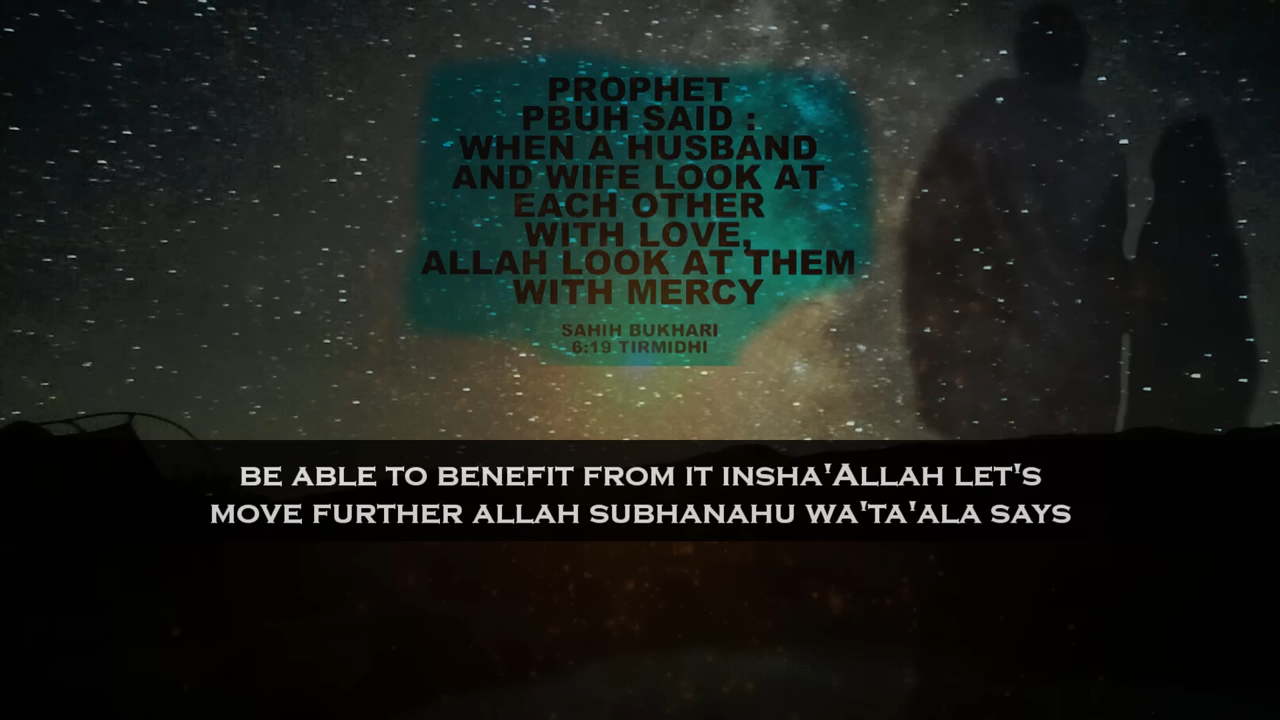 PROPHET
PBUH SAID :
WHEN A HUSBAND
AND WIFE LOOK AT
EACH OTHER
WITH LOVE,
ALLAH LOOK AT THEM
WITH MERCY
SAHIH BUKHARI
6:19 TIRMIDHI
BE ABLE TO BENEFIT FROM IT INSHA'ALLAH LET'S
MOVE FURTHER ALLAH SUBHANAHU WA'TA'ALA SAYS